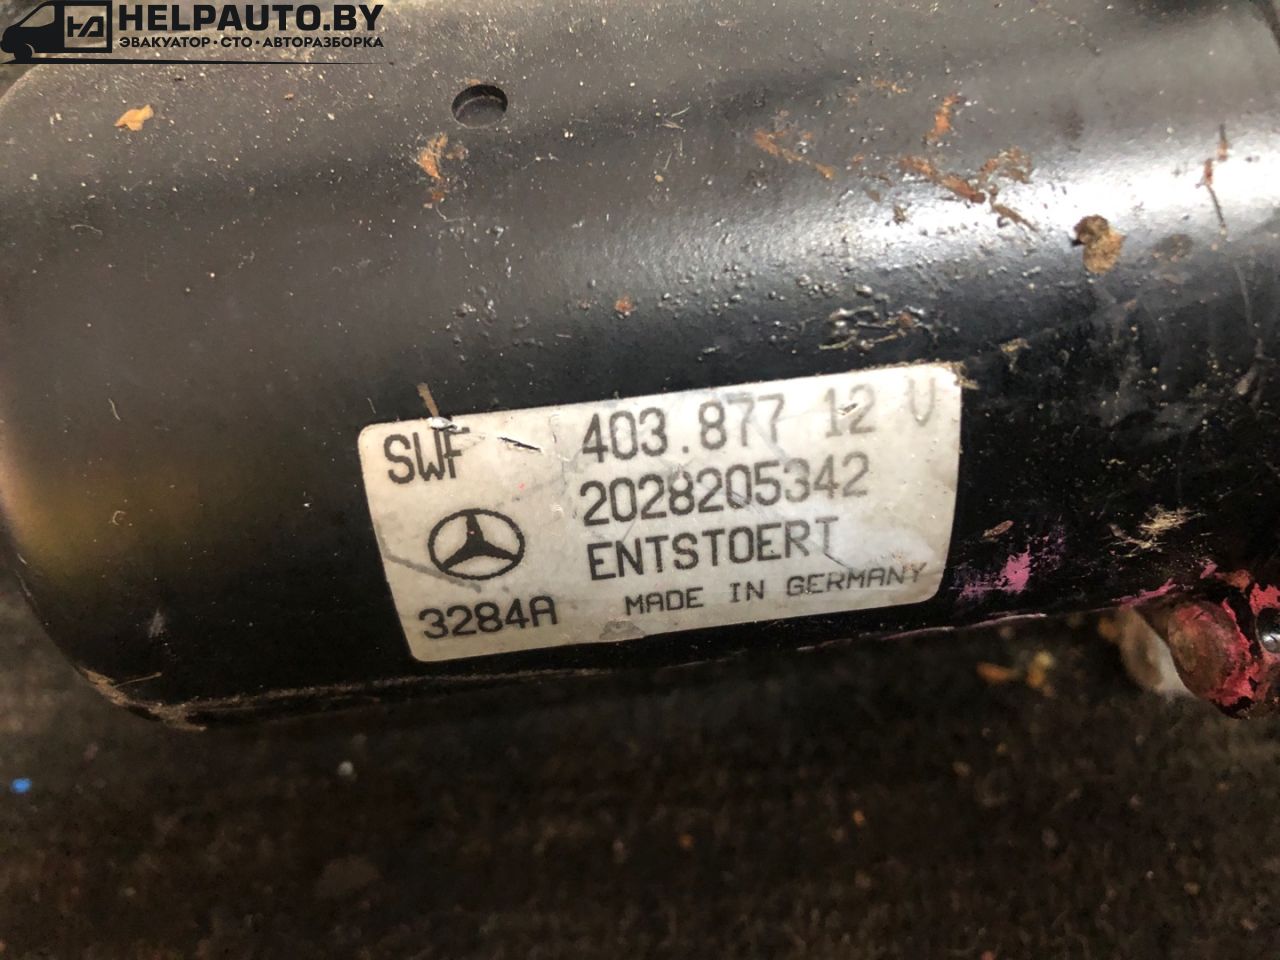 HELPAUTO.BY
ЭВАКУАТОР · СТО · АВТОРАЗБОРКА
SWF 403.877 12 V
2028205342
ENTSTOERT
3284A MADE IN GERMANY